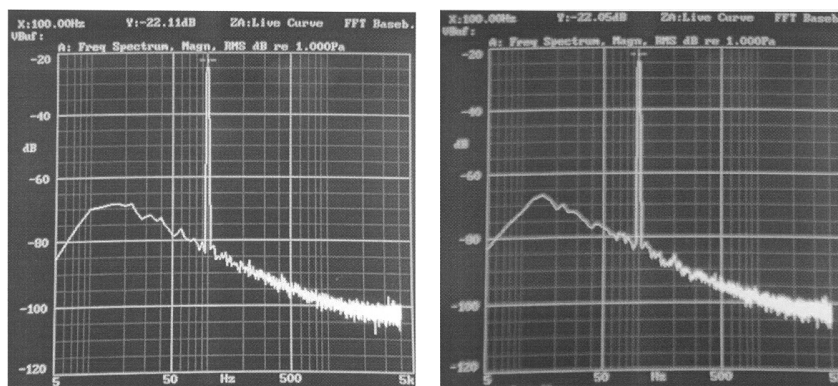 X:100.00Hz Y:-22.11dB ZA:Live Curve FFT Baseb.
VBuf:
A: Freq Spectrum, Magn, RMS dB re 1.000Pa
-20
-40
dB
-60
-80
-100
-120
5 50 Hz 500 5k
X:100.00Hz Y:-22.05dB ZA:Live Curve FFT Baseb.
VBuf:
A: Freq Spectrum, Magn, RMS dB re 1.000Pa
-20
-40
dB
-60
-80
-100
-120
5 50 Hz 500